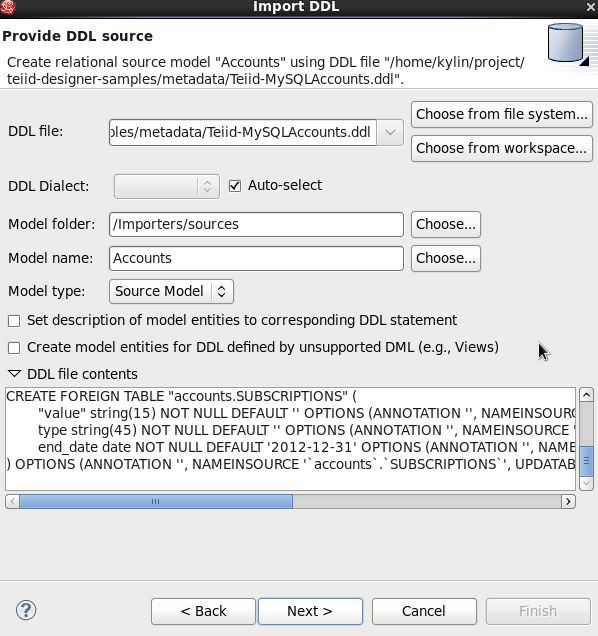 Import DDL
Provide DDL source
Create relational source model "Accounts" using DDL file "/home/kylin/project/
teiid-designer-samples/metadata/Teiid-MySQLAccounts.ddl".
DDL file:
ples/metadata/Teiid-MySQLAccounts.ddl
Choose from file system...
Choose from workspace...
DDL Dialect:
Auto-select
Model folder:
/Importers/sources
Choose...
Model name:
Accounts
Choose...
Model type:
Source Model
Set description of model entities to corresponding DDL statement
Create model entities for DDL defined by unsupported DML (e.g., Views)
DDL file contents
CREATE FOREIGN TABLE "accounts.SUBSCRIPTIONS" (
"value" string(15) NOT NULL DEFAULT '' OPTIONS (ANNOTATION '', NAMEINSOURC
type string(45) NOT NULL DEFAULT '' OPTIONS (ANNOTATION '', NAMEINSOURCE '
end_date date NOT NULL DEFAULT '2012-12-31' OPTIONS (ANNOTATION '', NAME
) OPTIONS (ANNOTATION '', NAMEINSOURCE '`accounts`.`SUBSCRIPTIONS`', UPDATAB
?
< Back
Next >
Cancel
Finish